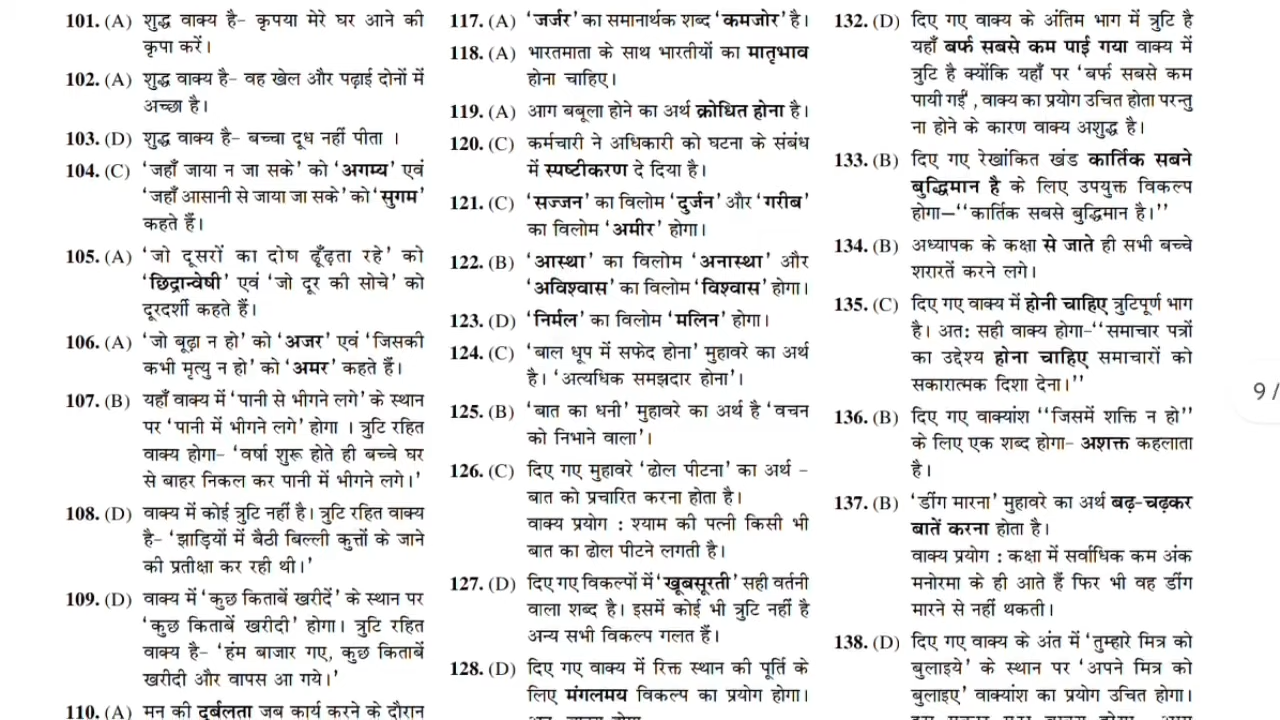 101. (A) शुद्ध वाक्य है- कृपया मेरे घर आने की
कृपा करें।
102. (A) शुद्ध वाक्य है- वह खेल और पढ़ाई दोनों में
अच्छा है।
103. (D) शुद्ध वाक्य है- बच्चा दूध नहीं पीता ।
104. (C) 'जहाँ जाया न जा सके' को 'अगम्य' एवं
'जहाँ आसानी से जाया जा सके' को 'सुगम'
कहते हैं।
105. (A) 'जो दूसरों का दोष ढूँढ़ता रहे' को
'छिद्रान्वेषी' एवं 'जो दूर की सोचे' को
दूरदर्शी कहते हैं।
106. (A) 'जो बूढ़ा न हो' को 'अजर' एवं 'जिसकी
कभी मृत्यु न हो' को 'अमर' कहते हैं।
107. (B) यहाँ वाक्य में 'पानी से भीगने लगे' के स्थान
पर 'पानी में भीगने लगे' होगा । त्रुटि रहित
वाक्य होगा- 'वर्षा शुरू होते ही बच्चे घर
से बाहर निकल कर पानी में भीगने लगे।'
108. (D) वाक्य में कोई त्रुटि नहीं है। त्रुटि रहित वाक्य
है- 'झाड़ियों में बैठी बिल्ली कुत्तों के जाने
की प्रतीक्षा कर रही थी।'
109. (D) वाक्य में 'कुछ किताबें खरीदें' के स्थान पर
'कुछ किताबें खरीदी' होगा। त्रुटि रहित
वाक्य है- 'हंम बाजार गए, कुछ किताबें
खरीदी और वापस आ गये।'
110. (A) मन की दुर्बलता जब कार्य करने के दौरान
117. (A) 'जर्जर' का समानार्थक शब्द 'कमजोर' है।
118. (A) भारतमाता के साथ भारतीयों का मातृभाव
होना चाहिए।
119. (A) आग बबूला होने का अर्थ क्रोधित होना है।
120. (C) कर्मचारी ने अधिकारी को घटना के संबंध
में स्पष्टीकरण दे दिया है।
121. (C) 'सज्जन' का विलोम 'दुर्जन' और 'गरीब'
का विलोम 'अमीर' होगा।
122. (B) 'आस्था' का विलोम 'अनास्था' और
'अविश्वास' का विलोम 'विश्वास' होगा।
123. (D) 'निर्मल' का विलोम 'मलिन' होगा।
124. (C) 'बाल धूप में सफेद होना' मुहावरे का अर्थ
है। 'अत्यधिक समझदार होना'।
125. (B) 'बात का धनी' मुहावरे का अर्थ है 'वचन
को निभाने वाला'।
126. (C) दिए गए मुहावरे 'ढोल पीटना' का अर्थ -
बात को प्रचारित करना होता है।
वाक्य प्रयोग : श्याम की पत्नी किसी भी
बात का ढोल पीटने लगती है।
127. (D) दिए गए विकल्पों में 'खूबसूरती' सही वर्तनी
वाला शब्द है। इसमें कोई भी त्रुटि नहीं है
अन्य सभी विकल्प गलत हैं।
128. (D) दिए गए वाक्य में रिक्त स्थान की पूर्ति के
लिए मंगलमय विकल्प का प्रयोग होगा।
132. (D) दिए गए वाक्य के अंतिम भाग में त्रुटि है
यहाँ बर्फ सबसे कम पाई गया वाक्य में
त्रुटि है क्योंकि यहाँ पर 'बर्फ सबसे कम
पायी गई', वाक्य का प्रयोग उचित होता परन्तु
ना होने के कारण वाक्य अशुद्ध है।
133. (B) दिए गए रेखांकित खंड कार्तिक सबने
बुद्धिमान है के लिए उपयुक्त विकल्प
होगा–''कार्तिक सबसे बुद्धिमान है।''
134. (B) अध्यापक के कक्षा से जाते ही सभी बच्चे
शरारतें करने लगे।
135. (C) दिए गए वाक्य में होनी चाहिए त्रुटिपूर्ण भाग
है। अत: सही वाक्य होगा-''समाचार पत्रों
का उद्देश्य होना चाहिए समाचारों को
सकारात्मक दिशा देना।''
136. (B) दिए गए वाक्यांश ''जिसमें शक्ति न हो''
के लिए एक शब्द होगा- अशक्त कहलाता
है।
137. (B) 'डींग मारना' मुहावरे का अर्थ बढ़-चढ़कर
बातें करना होता है।
वाक्य प्रयोग : कक्षा में सर्वाधिक कम अंक
मनोरमा के ही आते हैं फिर भी वह डींग
मारने से नहीं थकती।
138. (D) दिए गए वाक्य के अंत में 'तुम्हारे मित्र को
बुलाइये' के स्थान पर 'अपने मित्र को
बुलाइए' वाक्यांश का प्रयोग उचित होगा।
9/